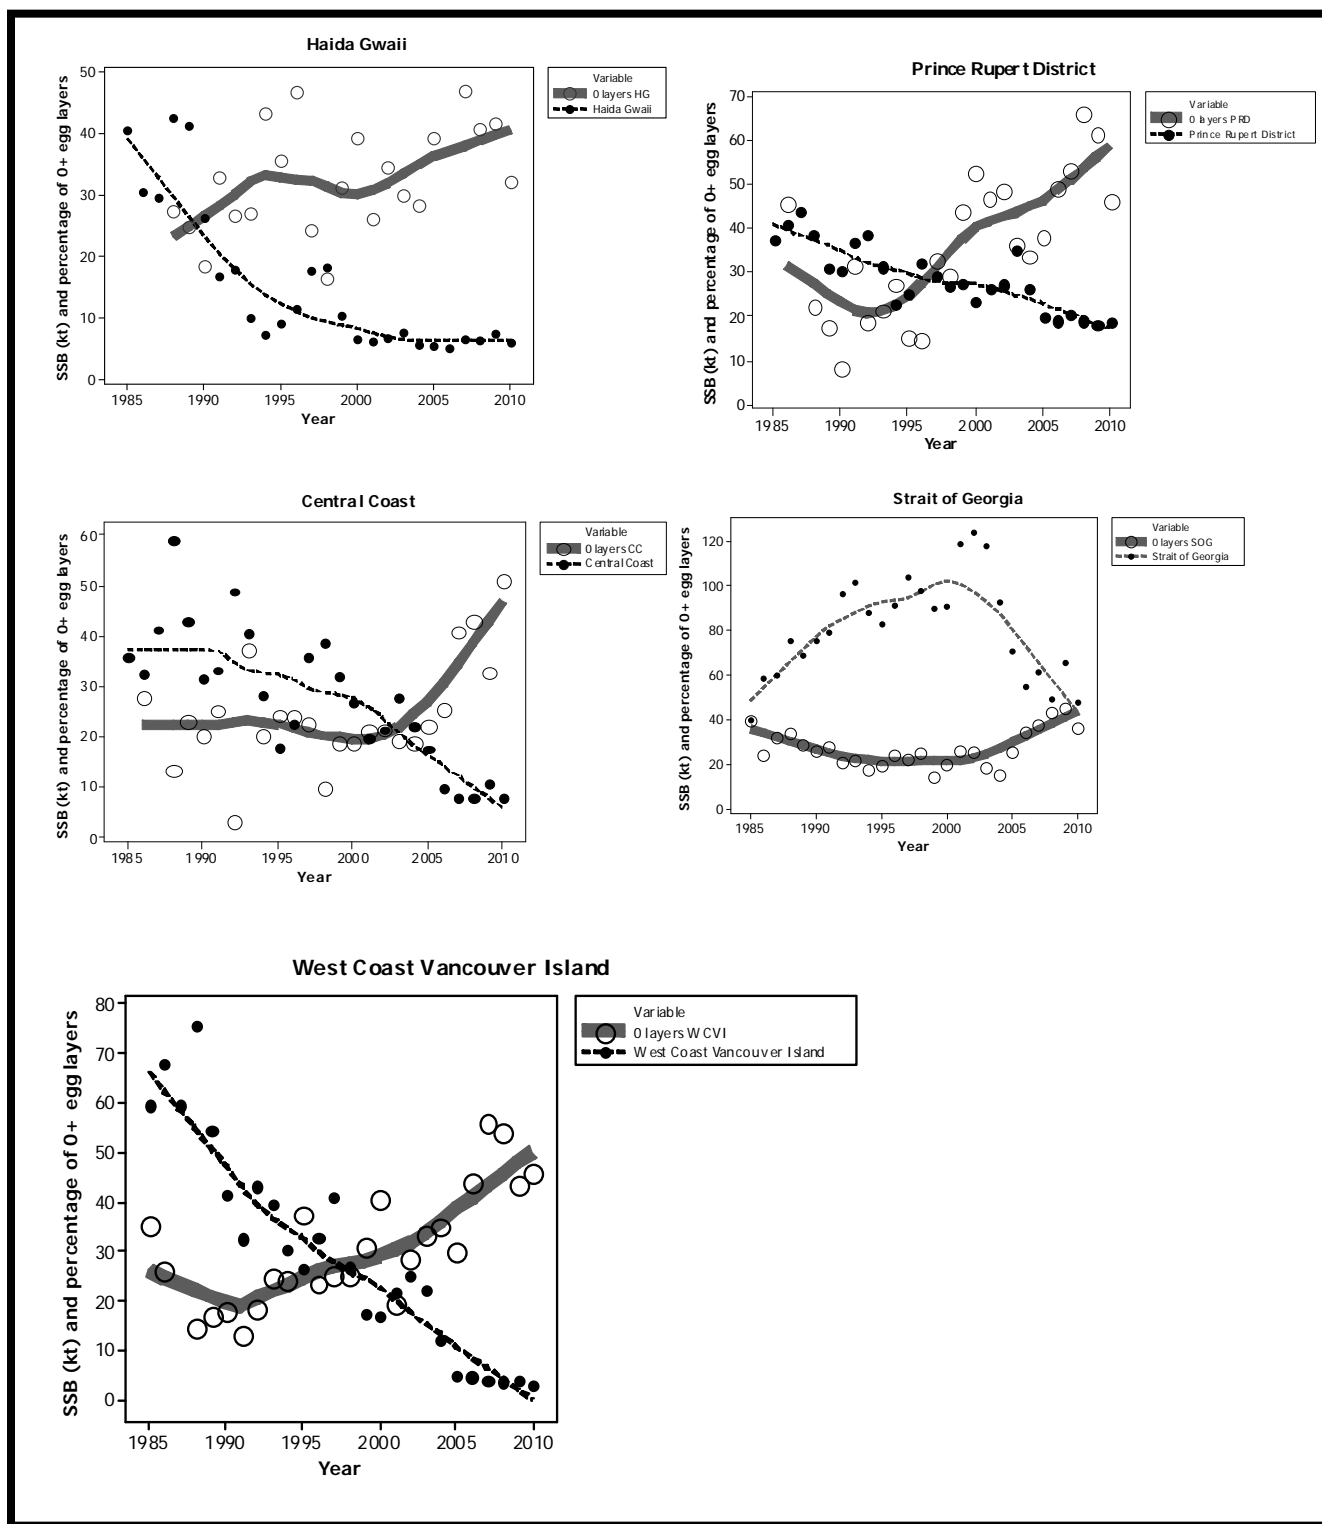 Haida Gwaii
SSB (kt) and percentage of 0+ egg layers
50
40
30
20
10
0
1985 1990 1995 2000 2005 2010
Year
Variable
0 layers HG
Haida Gwaii
Prince Rupert District
SSB (kt) and percentage of 0+ egg layers
70
60
50
40
30
20
10
0
1985 1990 1995 2000 2005 2010
Year
Variable
0 layers PRD
Prince Rupert District
Central Coast
SSB (kt) and percentage of 0+ egg layers
60
50
40
30
20
10
0
1985 1990 1995 2000 2005 2010
Year
Variable
0 layers CC
Central Coast
Strait of Georgia
SSB (kt) and percentage of 0+ egg layers
120
100
80
60
40
20
0
1985 1990 1995 2000 2005 2010
Year
Variable
0 layers SOG
Strait of Georgia
West Coast Vancouver Island
SSB (kt) and percentage of 0+ egg layers
80
70
60
50
40
30
20
10
0
1985 1990 1995 2000 2005 2010
Year
Variable
0 layers WCVI
West Coast Vancouver Island